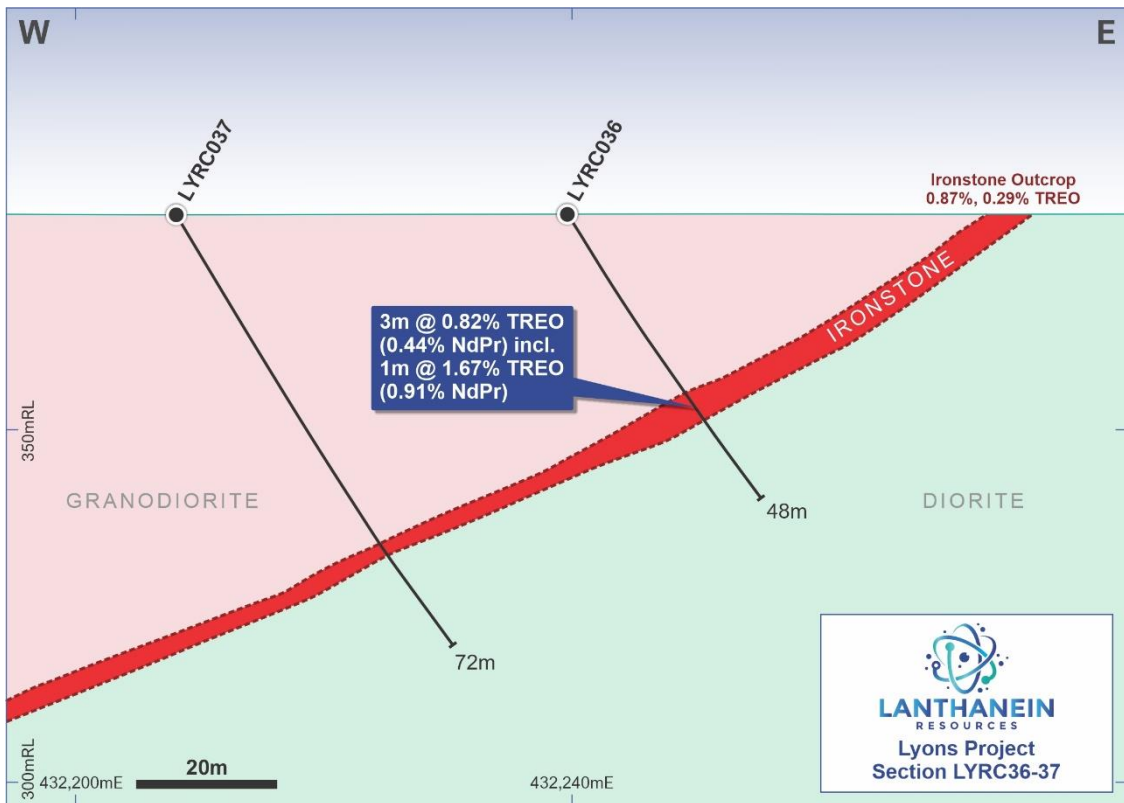 W
E
LYRC037
LYRC036
Ironstone Outcrop
0.87%, 0.29% TREO
IRONSTONE
3m @ 0.82% TREO
(0.44% NdPr) incl.
1m @ 1.67% TREO
(0.91% NdPr)
350mRL
GRANODIORITE
DIORITE
48m
72m
LANTHANEIN
RESOURCES
Lyons Project
Section LYRC36-37
300mRL
432,200mE
20m
432,240mE